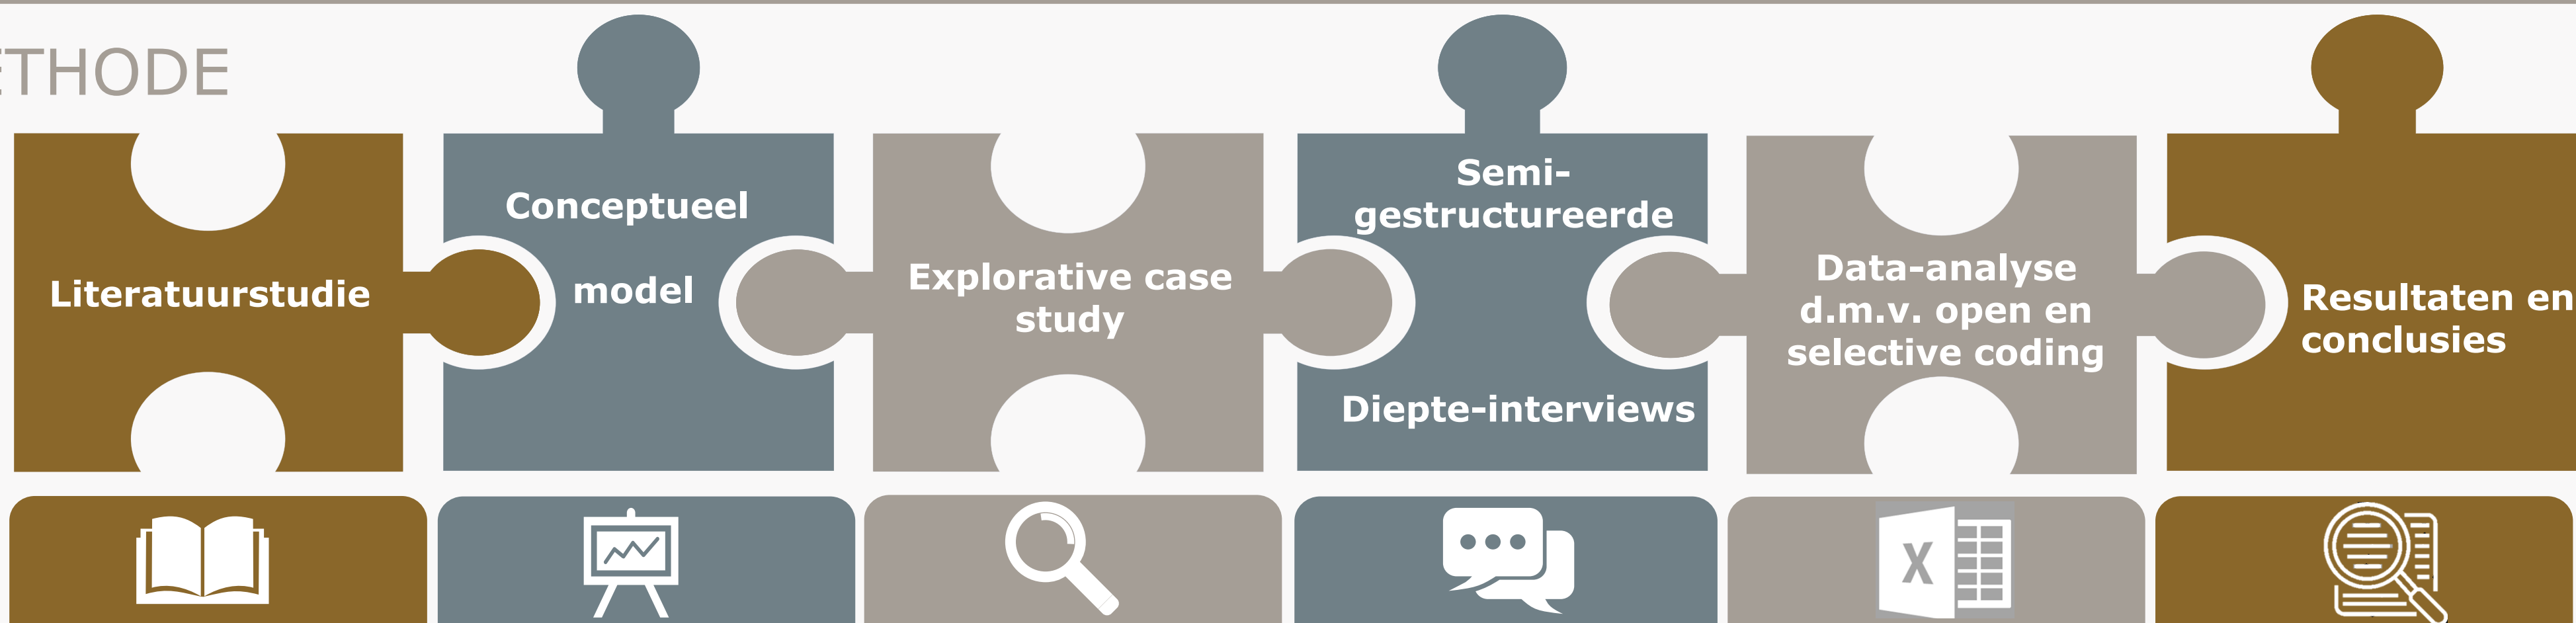 ETHODE
Literatuurstudie
Conceptueel
model
Explorative case
study
Semi-
gestructureerde
Diepte-interviews
Data-analyse
d.m.v. open en
selective coding
Resultaten en
conclusies
X